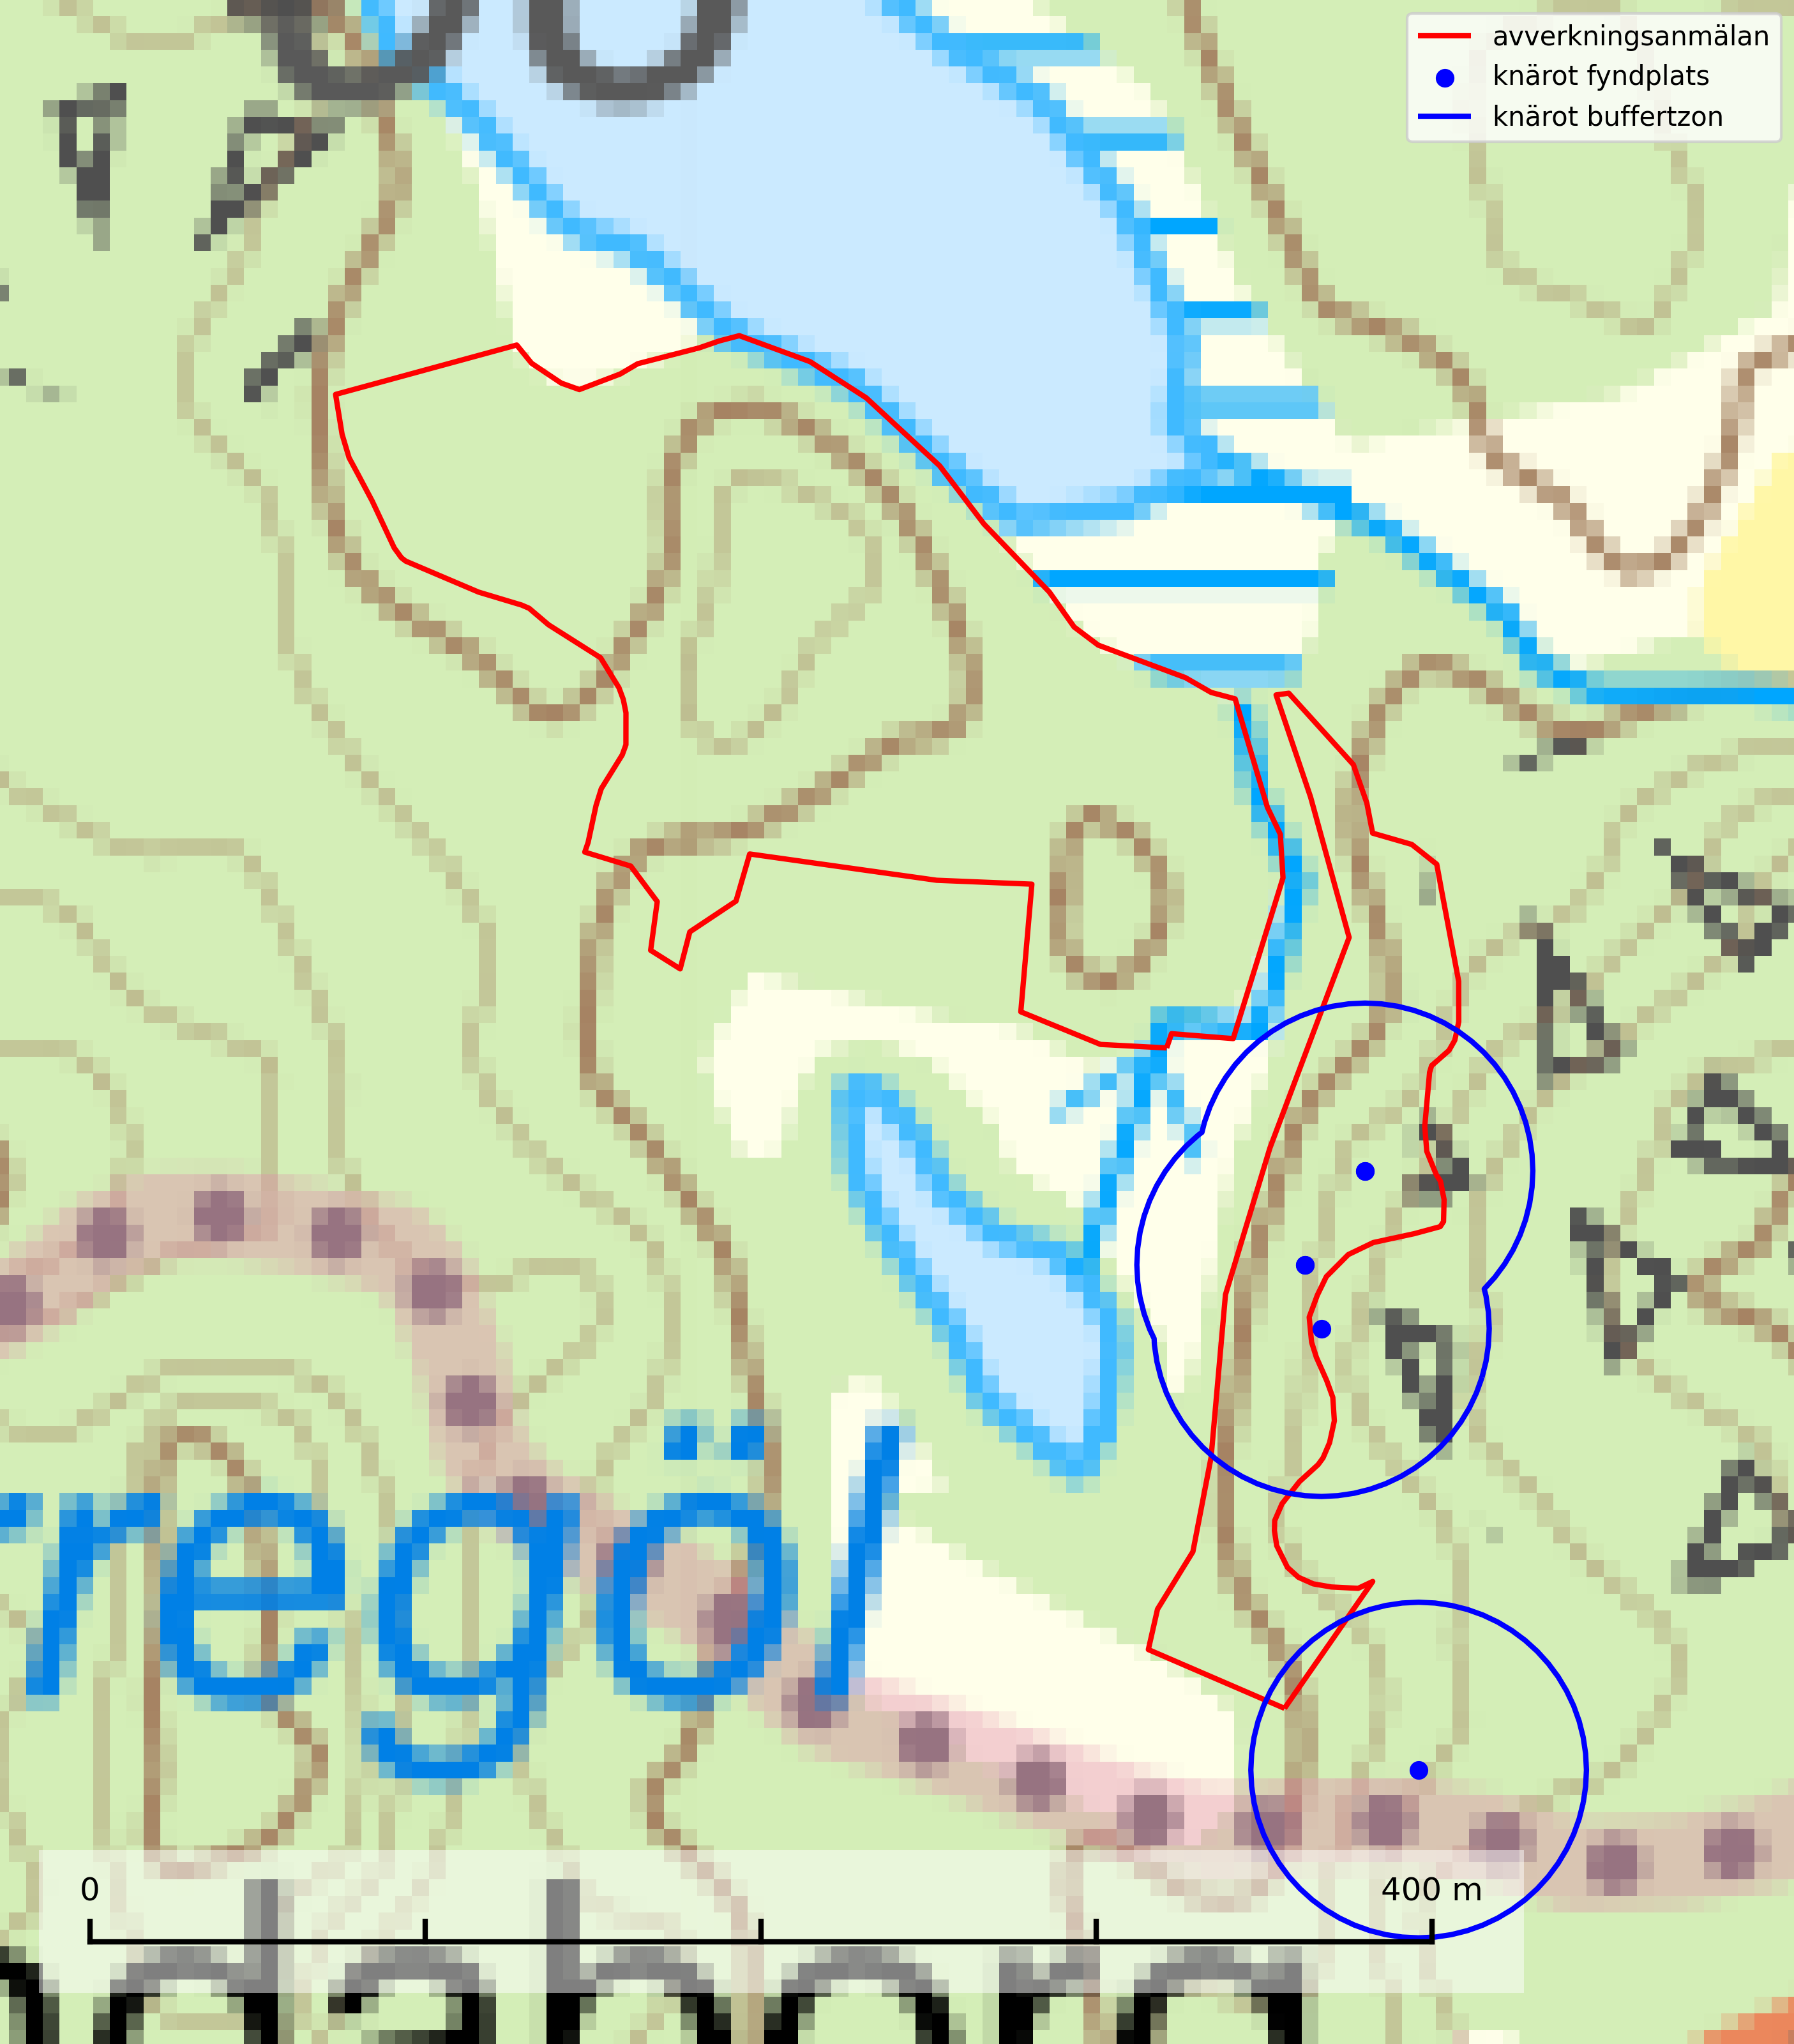 avverkningsanmälan
knärot fyndplats
knärot buffertzon
regöl
0
400 m